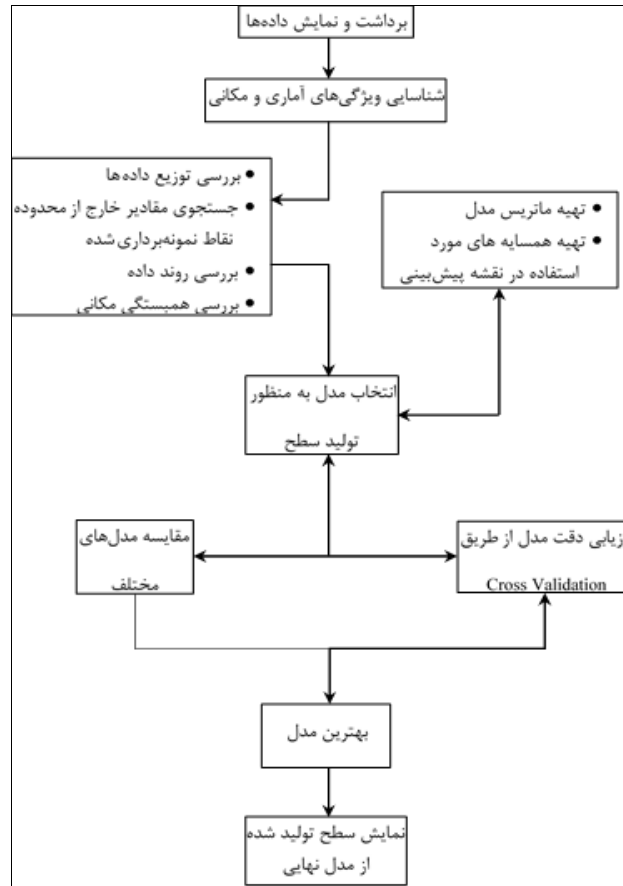 برداشت و نمایش داده‌ها
شناسایی ویژگی‌های آماری و مکانی
● بررسی توزیع داده‌ها
● جستجوی مقادیر خارج از محدوده
نقاط نمونه‌برداری شده
● بررسی روند داده
● بررسی همبستگی مکانی
● تهیه ماتریس مدل
● تهیه همسایه های مورد
استفاده در نقشه پیش‌بینی
انتخاب مدل به منظور
تولید سطح
مقایسه مدل‌های
مختلف
زیابی دقت مدل از طریق
Cross Validation
بهترین مدل
نمایش سطح تولید شده
از مدل نهایی